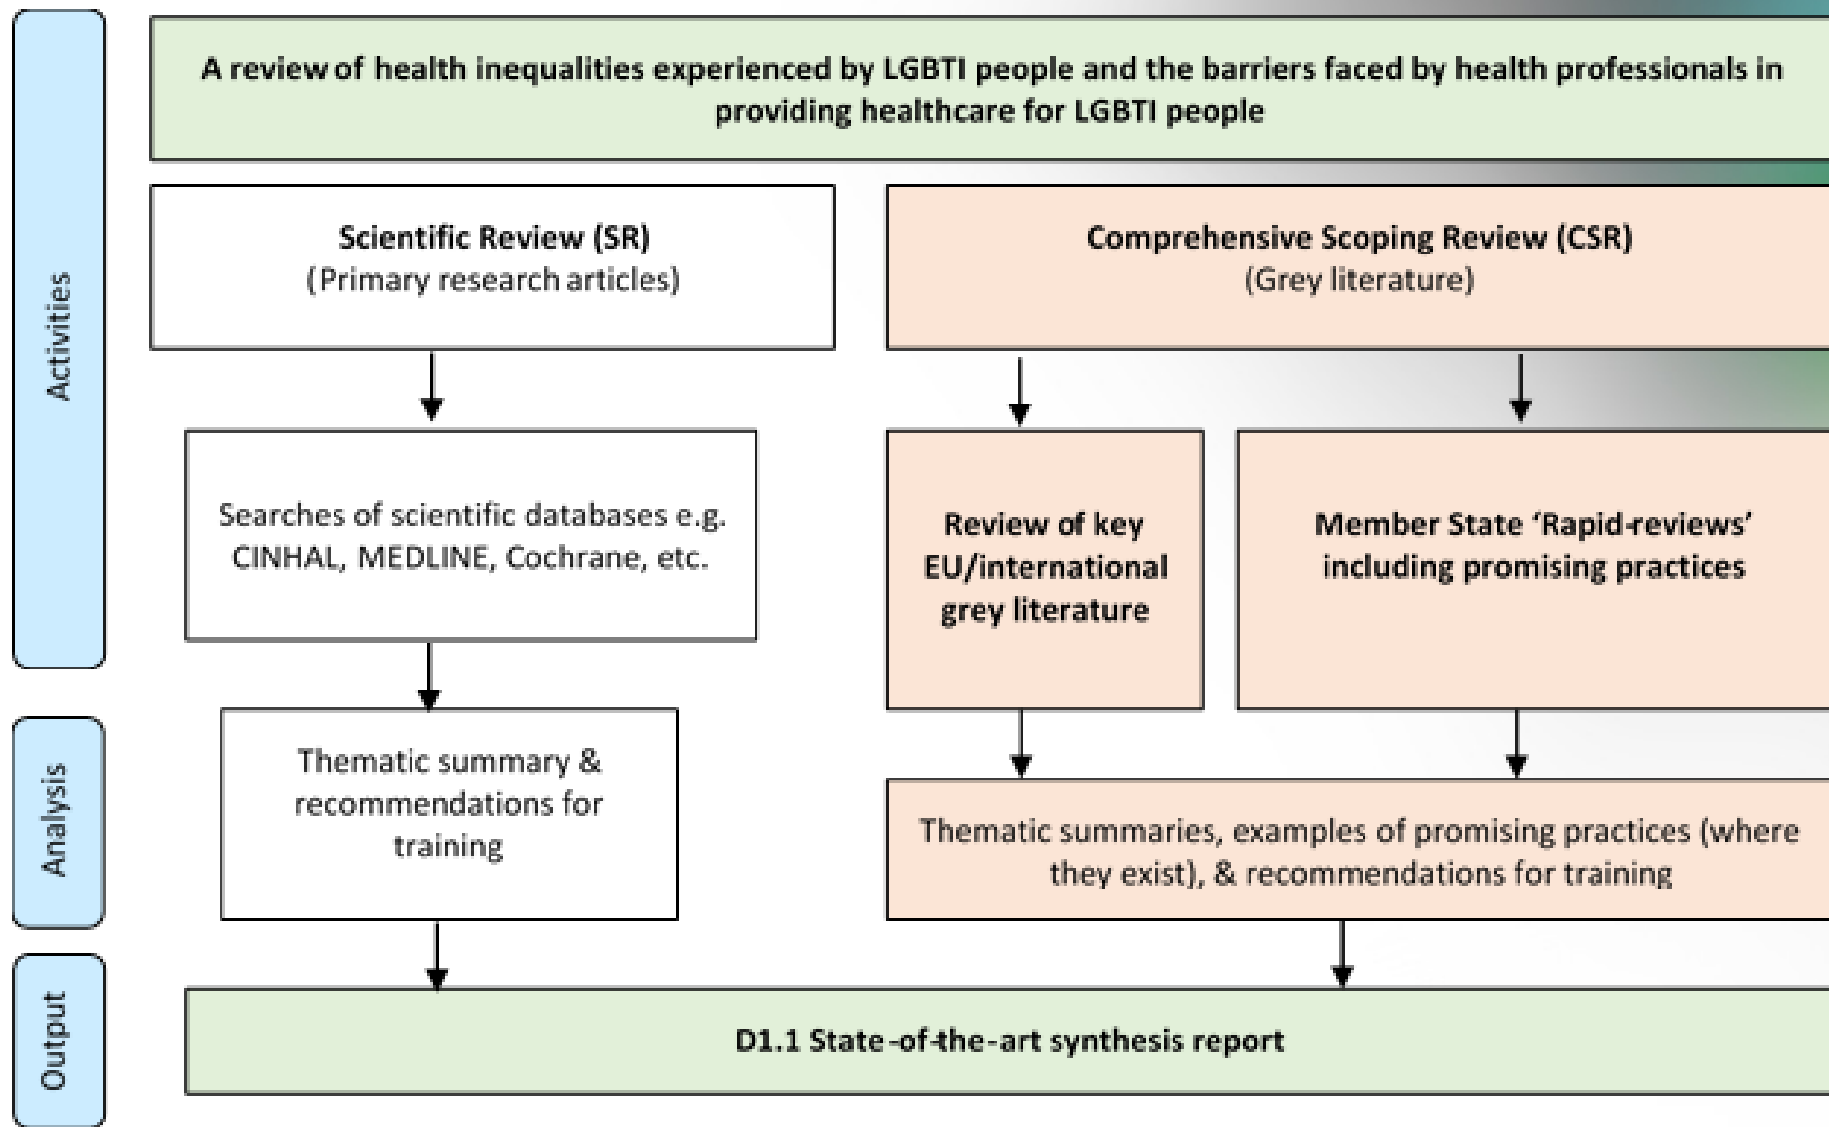 A review of health inequalities experienced by LGBTI people and the barriers faced by health professionals in
providing healthcare for LGBTI people
Activities
Scientific Review (SR)
(Primary research articles)
Comprehensive Scoping Review (CSR)
(Grey literature)
Searches of scientific databases e.g.
CINHAL, MEDLINE, Cochrane, etc.
Review of key
EU/international
grey literature
Member State ‘Rapid-reviews’
including promising practices
Analysis
Thematic summary &
recommendations for
training
Thematic summaries, examples of promising practices (where
they exist), & recommendations for training
Output
D1.1 State-of-the-art synthesis report